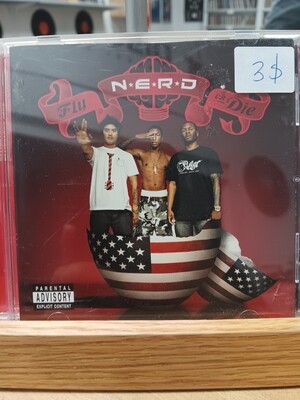 3$
N·E·R·D
Fly or Die
PARENTAL
ADVISORY
EXPLICIT CONTENT